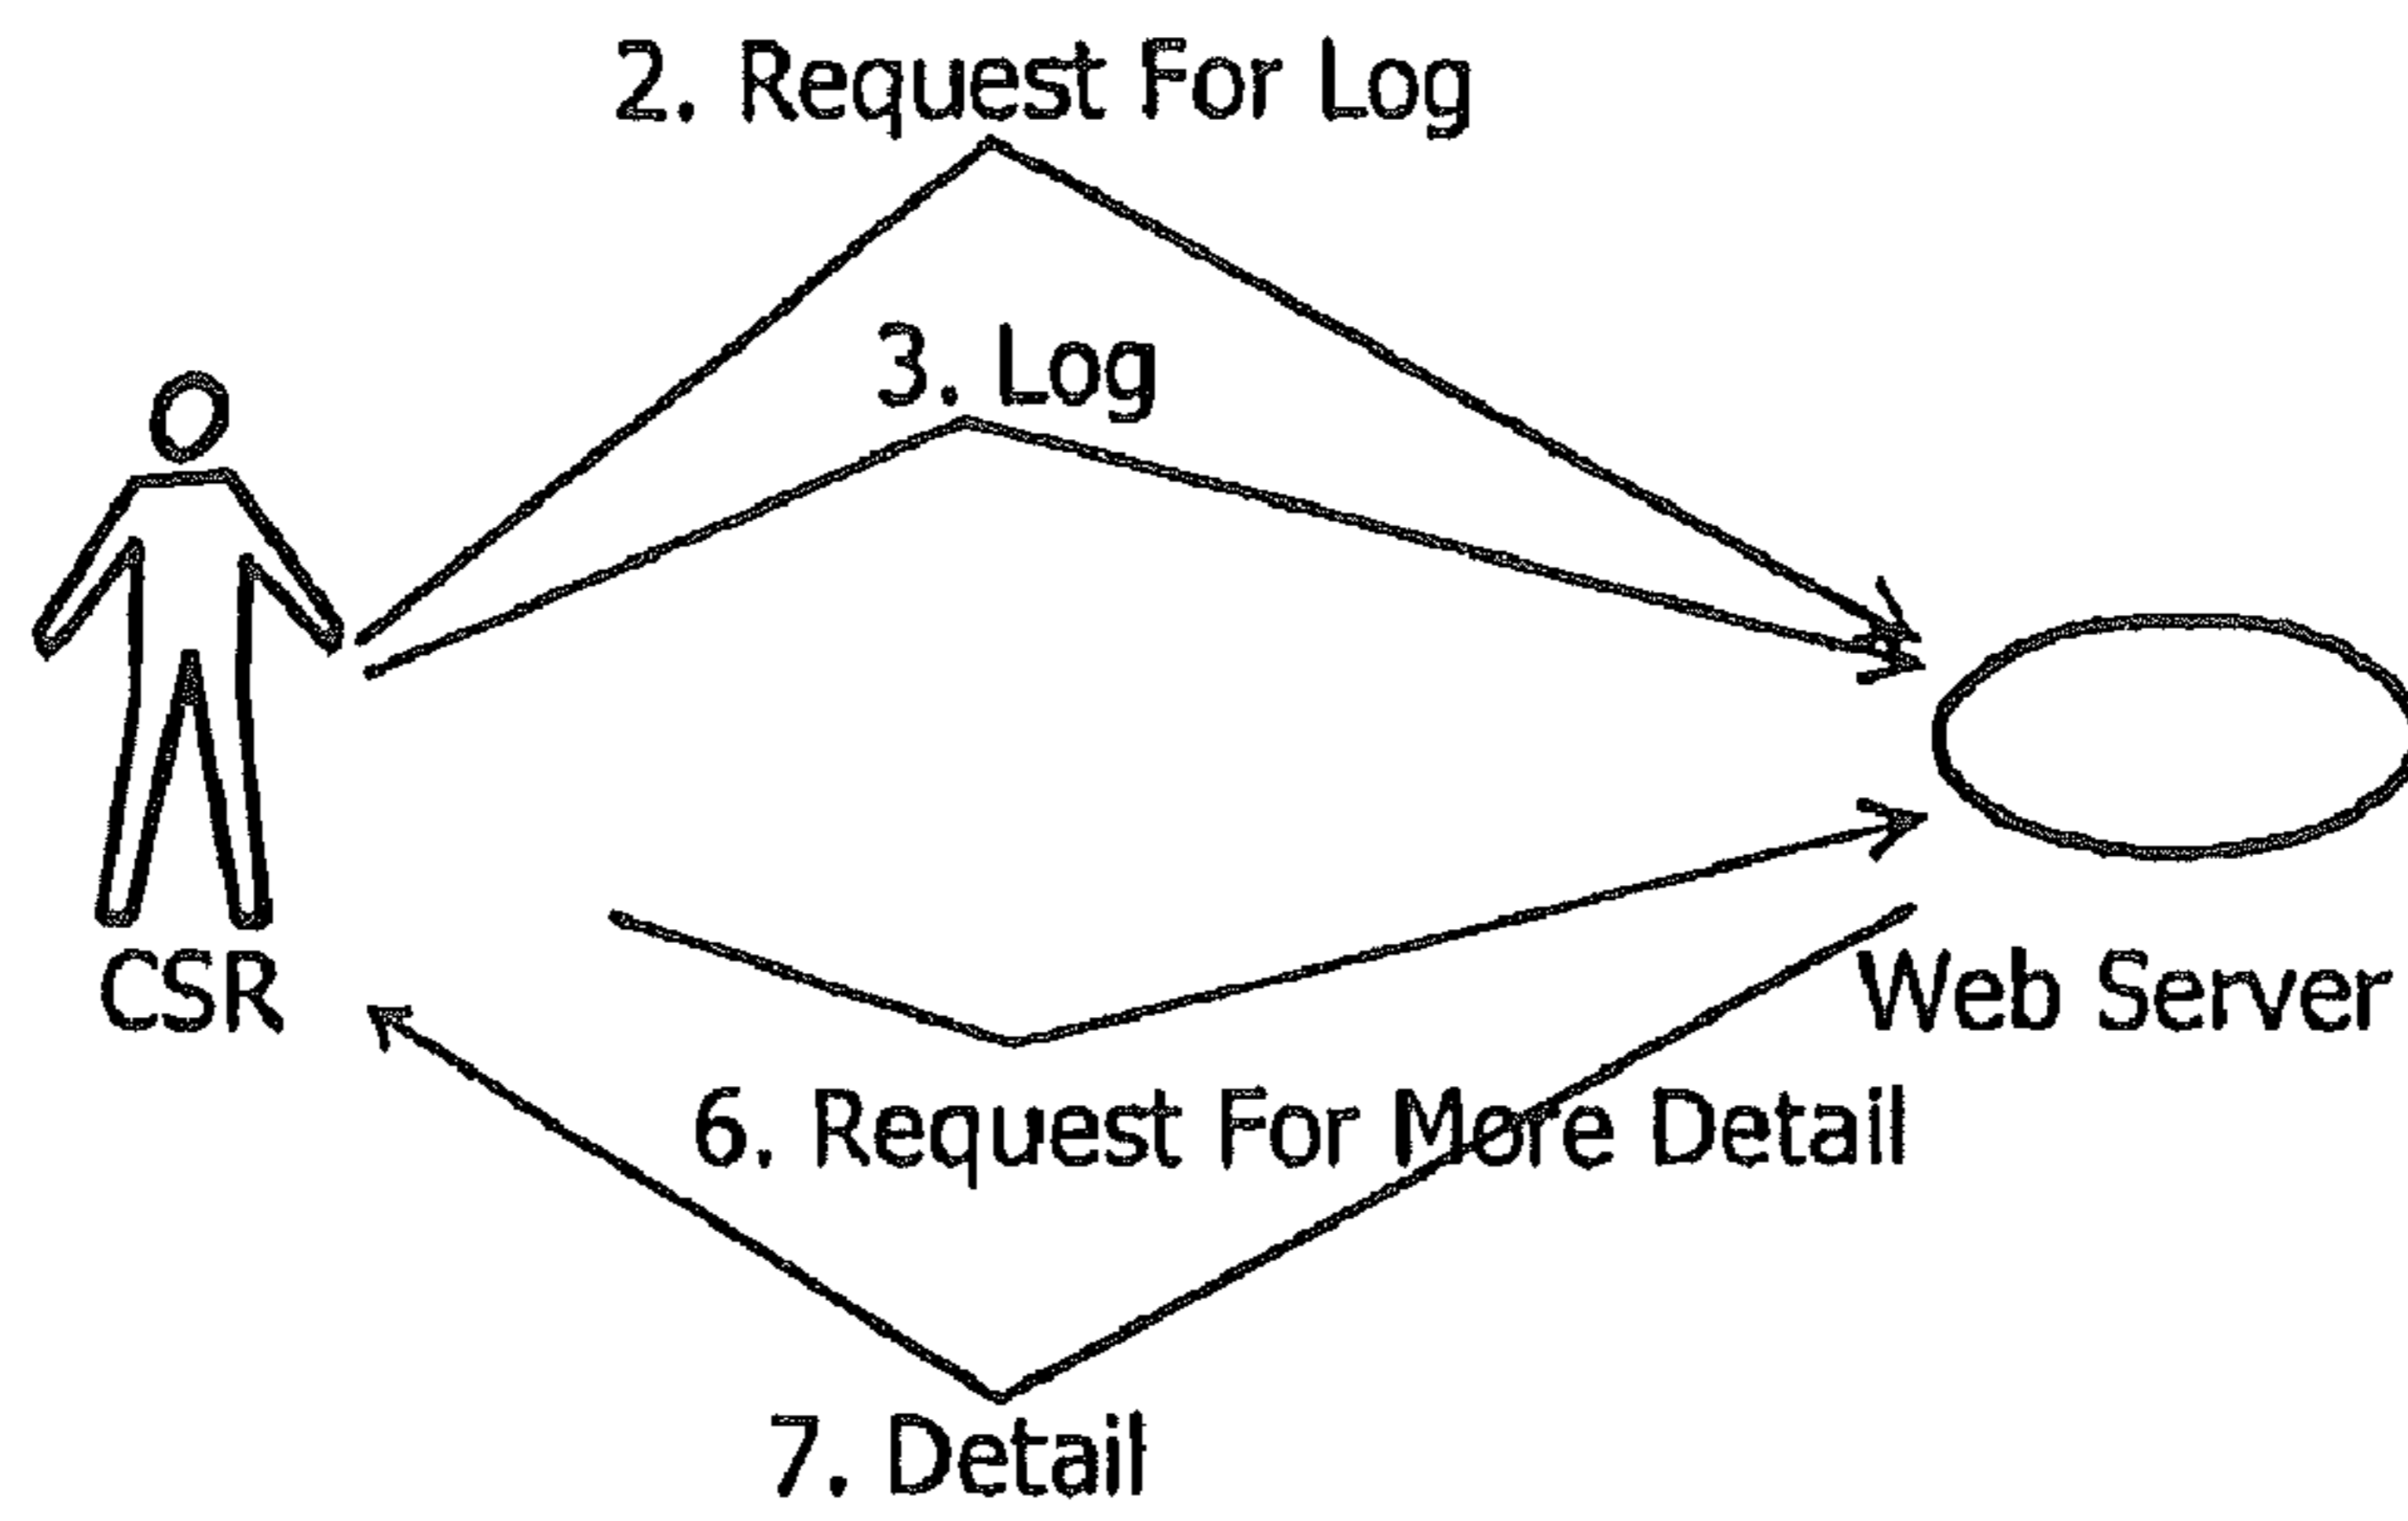 2. Request For Log
3. Log
CSR
Web Server
6. Request For More Detail
7. Detail